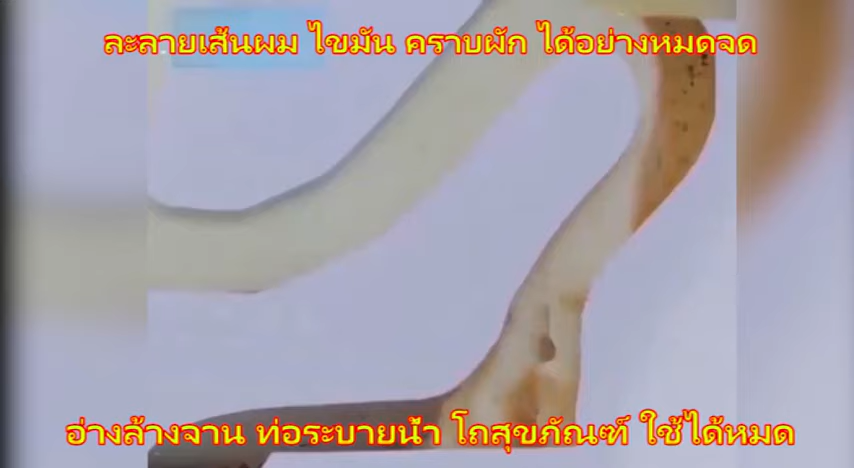 ละลายเส้นผม ไขมัน คราบผัก ได้อย่างหมดจด
อ่างล้างจาน ท่อระบายน้ำ โถสุขภัณฑ์ ใช้ได้หมด